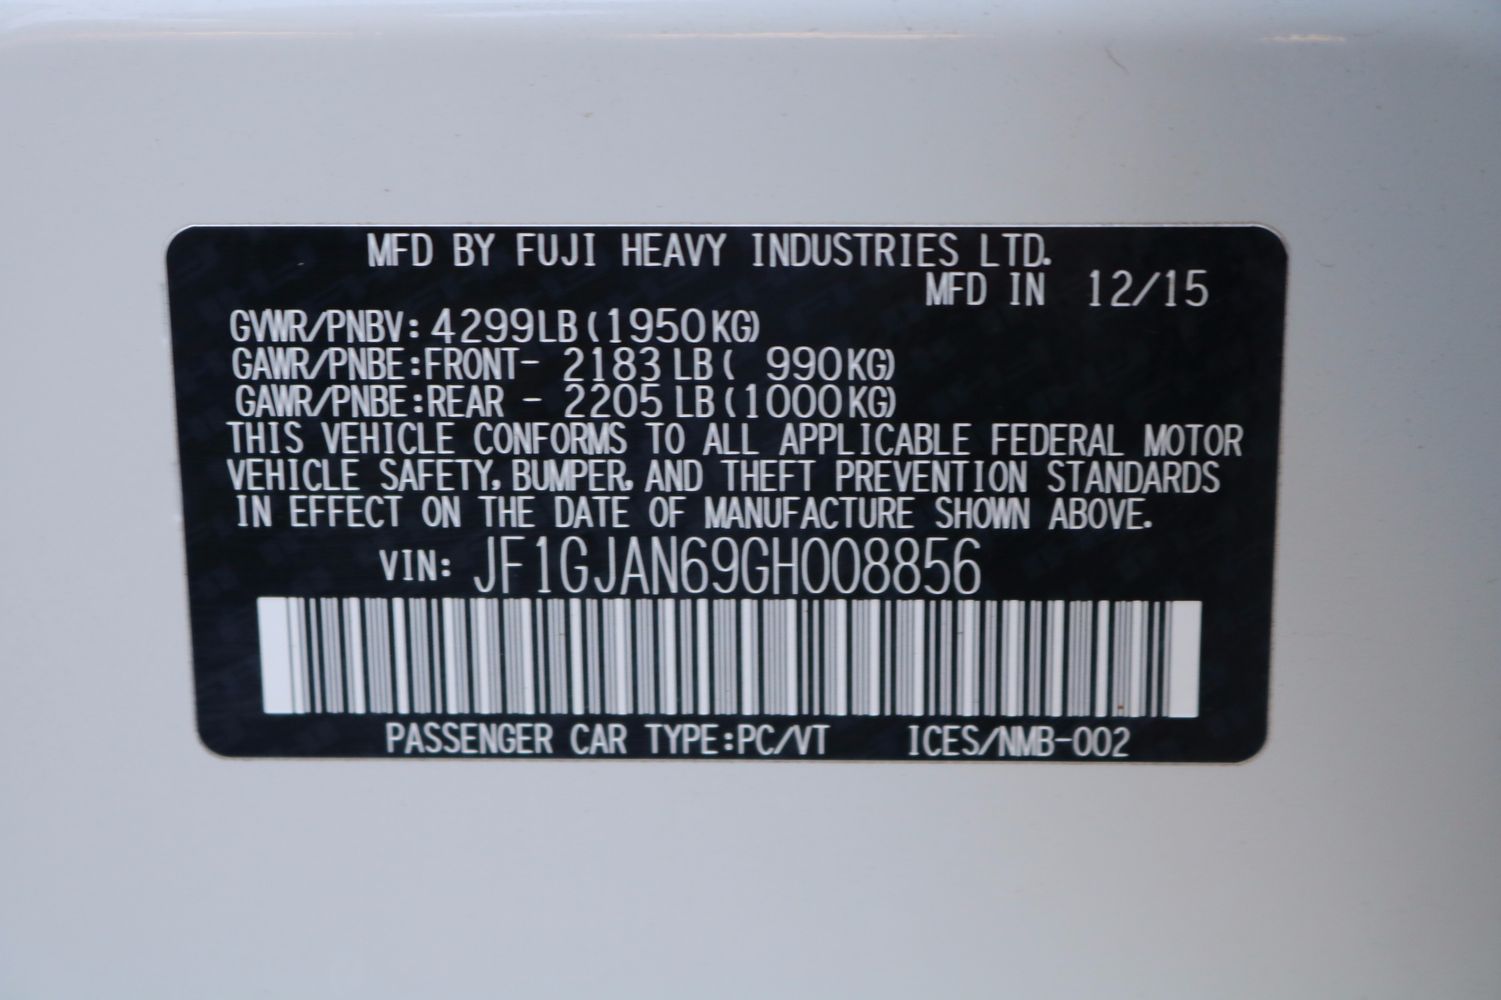 MFD BY FUJI HEAVY INDUSTRIES LTD.
MFD IN 12/15
GVWR/PNBV: 4299LB (1950KG)
GAWR/PNBE:FRONT- 2183LB ( 990KG)
GAWR/PNBE:REAR - 2205LB (1000KG)
THIS VEHICLE CONFORMS TO ALL APPLICABLE FEDERAL MOTOR
VEHICLE SAFETY, BUMPER, AND THEFT PREVENTION STANDARDS
IN EFFECT ON THE DATE OF MANUFACTURE SHOWN ABOVE.
VIN: JF1GJAN69GH008856
PASSENGER CAR TYPE:PC/VT ICES/NMB-002